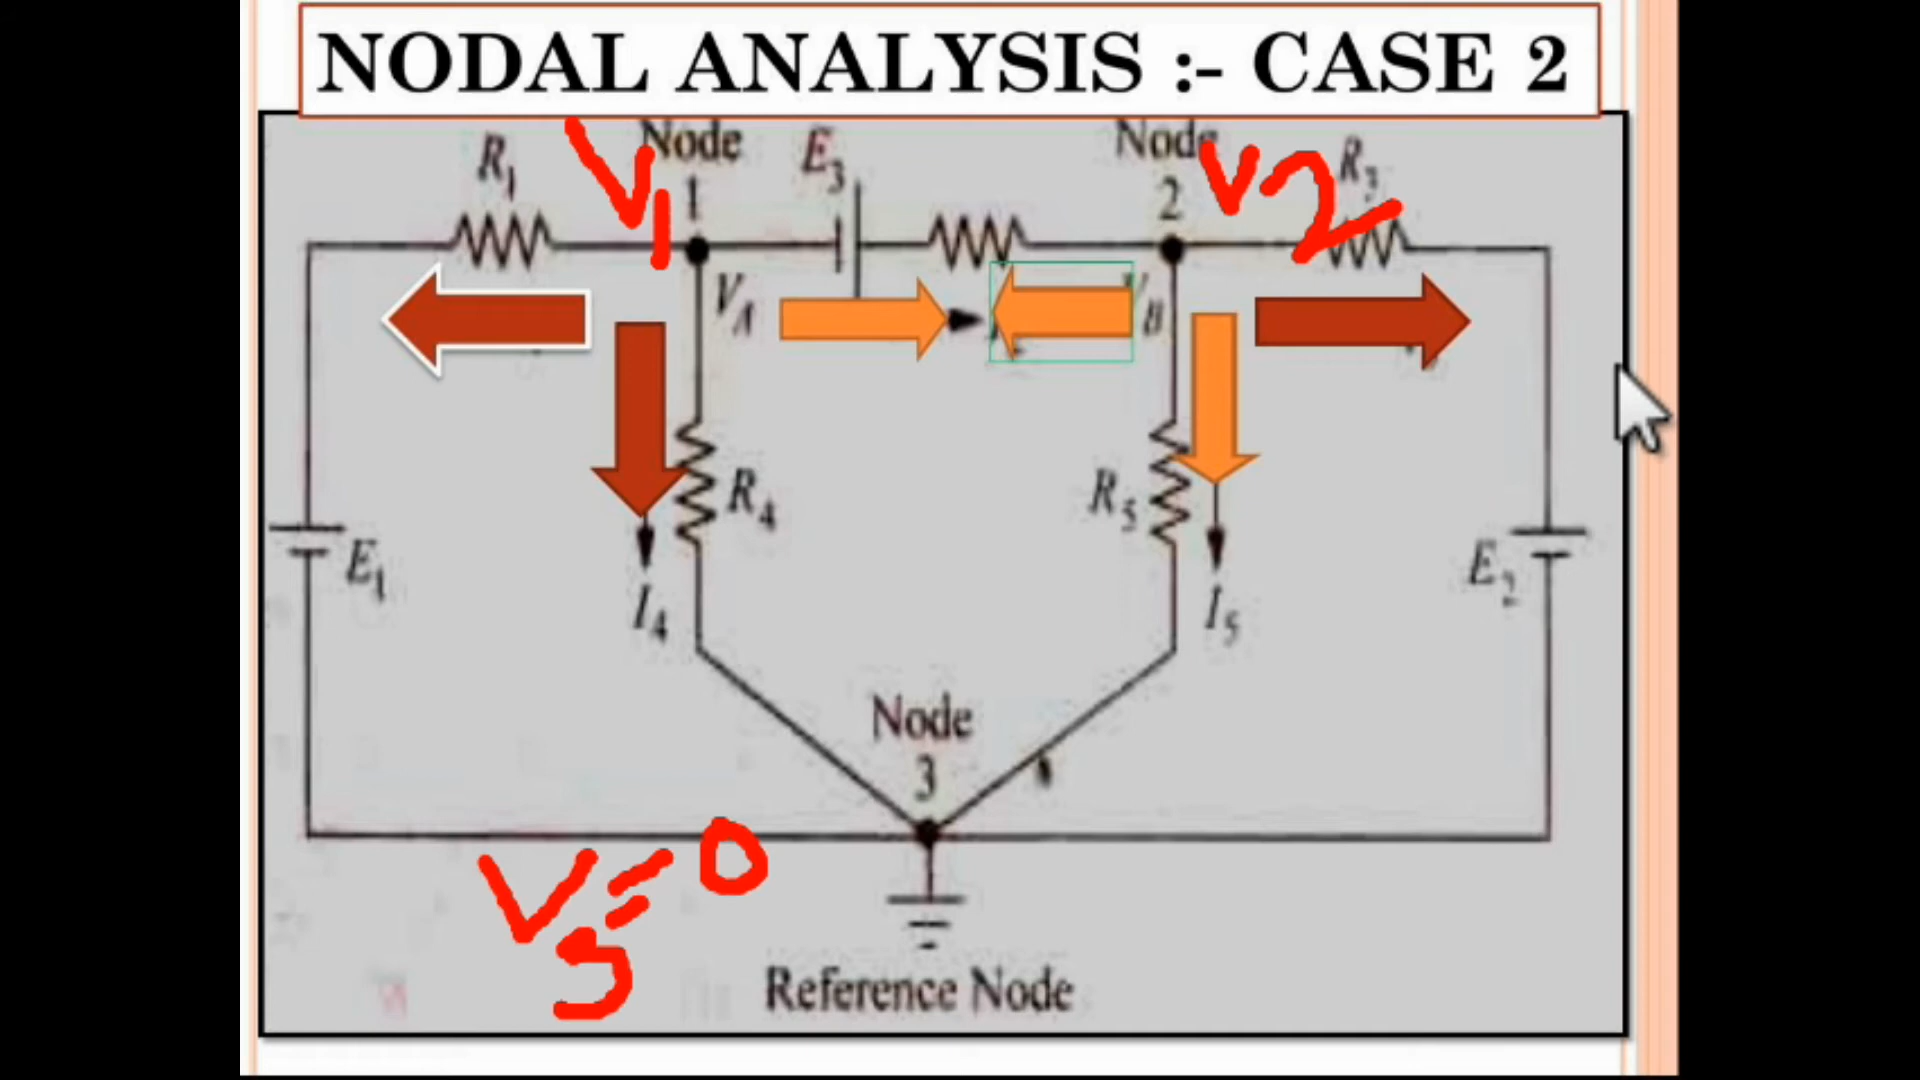 NODAL ANALYSIS :- CASE 2
R1 V1 Node 1 E3 Node 2 V2 R3
VA B
R4 R5
E1 I4 I5 E2
Node
3
V3=0
Reference Node